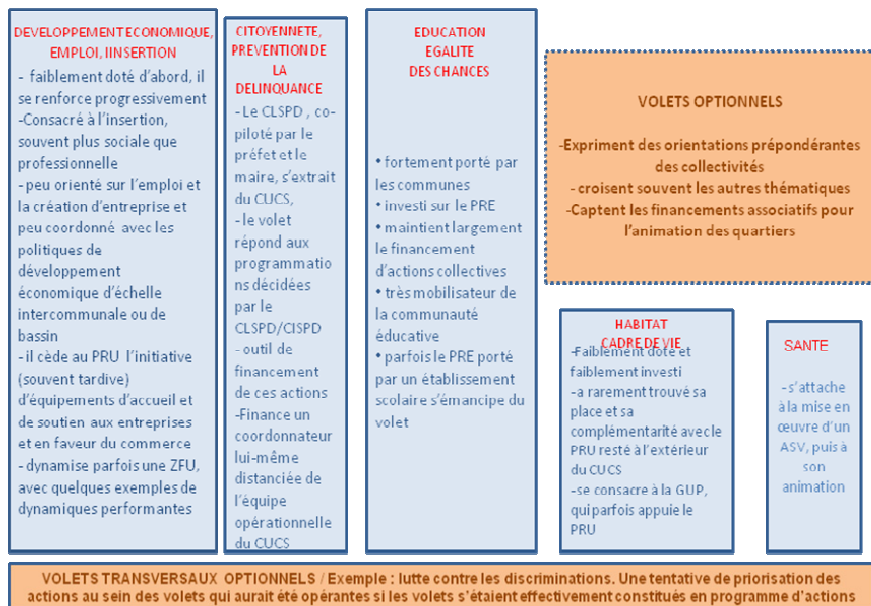 DEVELOPPEMENT ECONOMIQUE,
EMPLOI, IINSERTION
- faiblement doté d’abord, il
se renforce progressivement
-Consacré à l’insertion,
souvent plus sociale que
professionnelle
- peu orienté sur l’emploi et
la création d’entreprise et
peu coordonné avec les
politiques de
développement
économique d’échelle
intercommunale ou de
bassin
- il cède au PRU l’initiative
(souvent tardive)
d’équipements d’accueil et
de soutien aux entreprises
et en faveur du commerce
- dynamise parfois une ZFU,
avec quelques exemples de
dynamiques performantes
CITOYENNETE,
PREVENTION DE
LA
DELINQUANCE
- Le CLSPD , co-
piloté par le
préfet et le
maire, s’extrait
du CUCS,
- le volet
répond aux
programmatio
ns décidées
par le
CLSPD/CISPD
- outil de
financement
de ces actions
-Finance un
coordonnateur
lui-même
distanciée de
l’équipe
opérationnelle
du CUCS
EDUCATION
EGALITE
DES CHANCES
• fortement porté par
les communes
• investi sur le PRE
• maintient largement
le financement
d’actions collectives
• très mobilisateur de
la communauté
éducative
• parfois le PRE porté
par un établissement
scolaire s’émancipe du
volet
VOLETS OPTIONNELS
-Expriment des orientations prépondérantes
des collectivités
- croisent souvent les autres thématiques
-Captent les financements associatifs pour
l’animation des quartiers
HABITAT
CADRE DE VIE
-Faiblement doté et
faiblement investi
-a rarement trouvé sa
place et sa
complémentarité avec le
PRU resté à l’extérieur
du CUCS
-se consacre à la GUP,
qui parfois appuie le
PRU
SANTE
-s’attache
à la mise en
œuvre d’un
ASV, puis à
son
animation
VOLETS TRANSVERSAUX OPTIONNELS / Exemple : lutte contre les discriminations. Une tentative de priorisation des
actions au sein des volets qui aurait été opérantes si les volets s’étaient effectivement constitués en programme d’actions